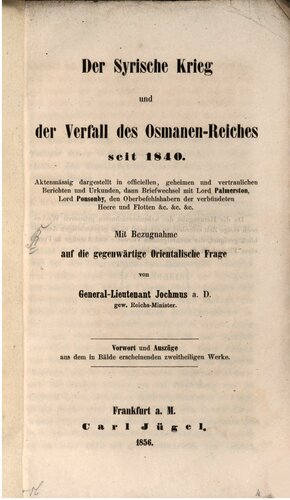 Der Syrische Krieg
und
der Verfall des Osmanen-Reiches
seit 1840.
Aktenmässig dargestellt in officiellen, geheimen und vertraulichen
Berichten und Urkunden, dann Briefwechsel mit Lord Palmerston,
Lord Ponsonby, den Oberbefehlshabern der verbündeten
Heere und Flotten &c. &c. &c.
Mit Bezugnahme
auf die gegenwärtige Orientalische Frage
von
General-Lieutenant Jochmus a. D.
gew. Reichs-Minister.
Vorwort und Auszüge
aus dem in Bälde erscheinenden zweitheiligen Werke.
Frankfurt a. M.
Carl Jügel.
1856.